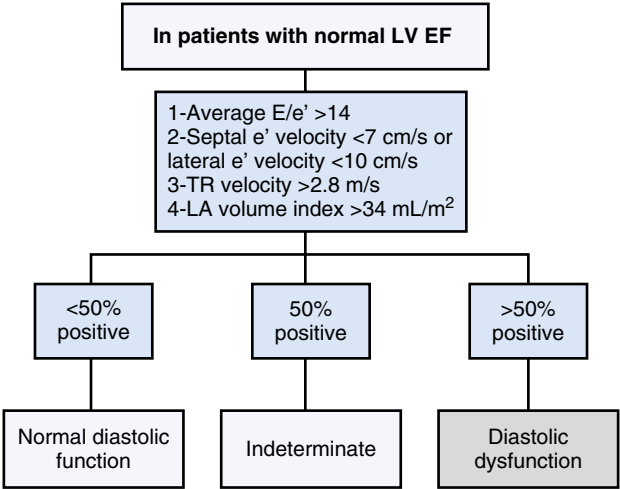 In patients with normal LV EF
1-Average E/e’ >14
2-Septal e’ velocity <7 cm/s or
lateral e’ velocity <10 cm/s
3-TR velocity >2.8 m/s
4-LA volume index >34 mL/m²
<50%
positive
50%
positive
>50%
positive
Normal diastolic
function
Indeterminate
Diastolic
dysfunction